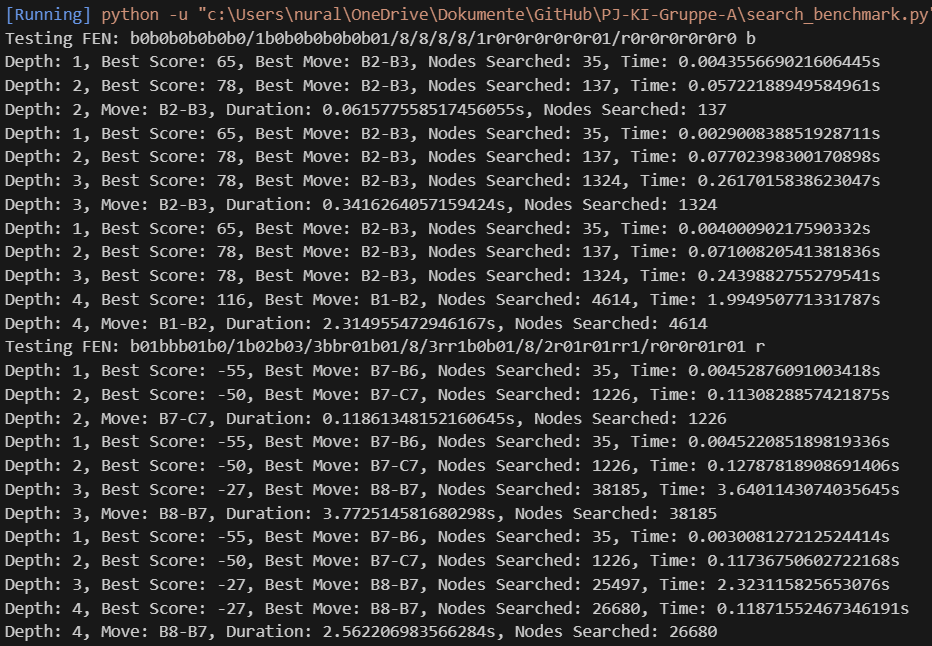 [Running] python -u "c:\Users\nural\OneDrive\Dokumente\GitHub\PJ-KI-Gruppe-A\search_benchmark.py"
Testing FEN: b0b0b0b0b0b0/1b0b0b0b0b0b01/8/8/8/8/1r0r0r0r0r0r01/r0r0r0r0r0r0 b
Depth: 1, Best Score: 65, Best Move: B2-B3, Nodes Searched: 35, Time: 0.004355669021606445s
Depth: 2, Best Score: 78, Best Move: B2-B3, Nodes Searched: 137, Time: 0.05722188949584961s
Depth: 2, Move: B2-B3, Duration: 0.061577558517456055s, Nodes Searched: 137
Depth: 1, Best Score: 65, Best Move: B2-B3, Nodes Searched: 35, Time: 0.002900838851928711s
Depth: 2, Best Score: 78, Best Move: B2-B3, Nodes Searched: 137, Time: 0.07702398300170898s
Depth: 3, Best Score: 78, Best Move: B2-B3, Nodes Searched: 1324, Time: 0.2617015838623047s
Depth: 3, Move: B2-B3, Duration: 0.3416264057159424s, Nodes Searched: 1324
Depth: 1, Best Score: 65, Best Move: B2-B3, Nodes Searched: 35, Time: 0.00400090217590332s
Depth: 2, Best Score: 78, Best Move: B2-B3, Nodes Searched: 137, Time: 0.07100820541381836s
Depth: 3, Best Score: 78, Best Move: B2-B3, Nodes Searched: 1324, Time: 0.2439882755279541s
Depth: 4, Best Score: 116, Best Move: B1-B2, Nodes Searched: 4614, Time: 1.994950771331787s
Depth: 4, Move: B1-B2, Duration: 2.314955472946167s, Nodes Searched: 4614
Testing FEN: b01bbb01b0/1b02b03/3bbr01b01/8/3rr1b0b01/8/2r01r01rr1/r0r0r01r01 r
Depth: 1, Best Score: -55, Best Move: B7-B6, Nodes Searched: 35, Time: 0.00452876091003418s
Depth: 2, Best Score: -50, Best Move: B7-C7, Nodes Searched: 1226, Time: 0.1130828857421875s
Depth: 2, Move: B7-C7, Duration: 0.11861348152160645s, Nodes Searched: 1226
Depth: 1, Best Score: -55, Best Move: B7-B6, Nodes Searched: 35, Time: 0.004522085189819336s
Depth: 2, Best Score: -50, Best Move: B7-C7, Nodes Searched: 1226, Time: 0.12787818908691406s
Depth: 3, Best Score: -27, Best Move: B8-B7, Nodes Searched: 38185, Time: 3.6401143074035645s
Depth: 3, Move: B8-B7, Duration: 3.772514581680298s, Nodes Searched: 38185
Depth: 1, Best Score: -55, Best Move: B7-B6, Nodes Searched: 35, Time: 0.003008127212524414s
Depth: 2, Best Score: -50, Best Move: B7-C7, Nodes Searched: 1226, Time: 0.11736750602722168s
Depth: 3, Best Score: -27, Best Move: B8-B7, Nodes Searched: 25497, Time: 2.323115825653076s
Depth: 4, Best Score: -27, Best Move: B8-B7, Nodes Searched: 26680, Time: 0.11871552467346191s
Depth: 4, Move: B8-B7, Duration: 2.562206983566284s, Nodes Searched: 26680